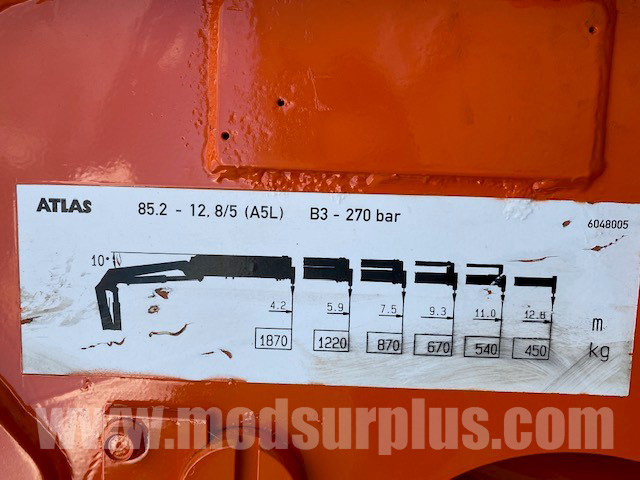 ATLAS 85.2 - 12, 8/5 (A5L) B3 - 270 bar
6048005
10°
4.2 5.9 7.5 9.3 11.0 12.8 m
1870 1220 870 670 540 450 kg
www.modsurplus.com